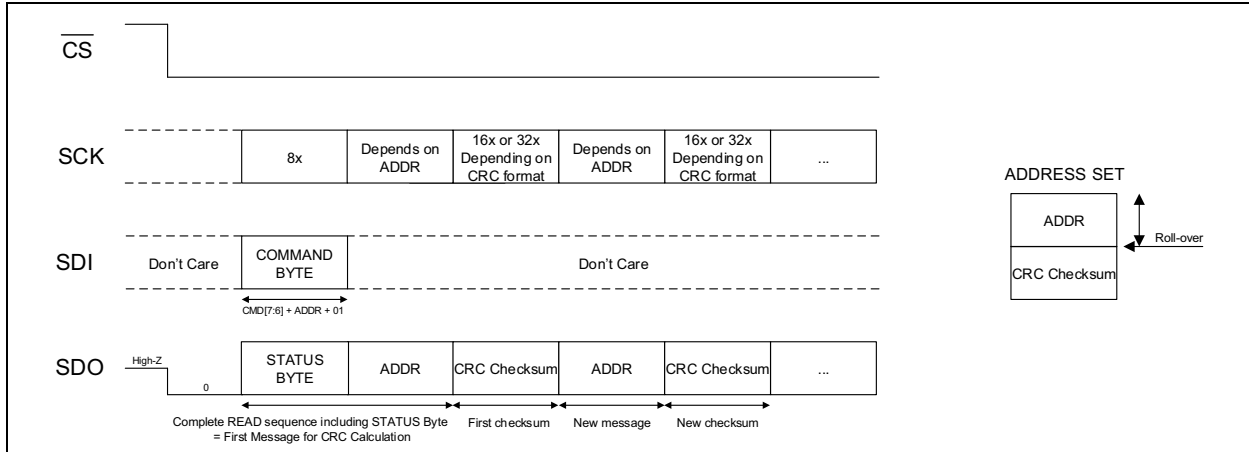 CS
SCK
8x
Depends on
ADDR
16x or 32x
Depending on
CRC format
Depends on
ADDR
16x or 32x
Depending on
CRC format
...
SDI
Don't Care
COMMAND
BYTE
Don't Care
CMD[7:6] + ADDR + 01
SDO
High-Z
0
STATUS
BYTE
ADDR
CRC Checksum
ADDR
CRC Checksum
...
Complete READ sequence including STATUS Byte
= First Message for CRC Calculation
First checksum
New message
New checksum
ADDRESS SET
ADDR
Roll-over
CRC Checksum